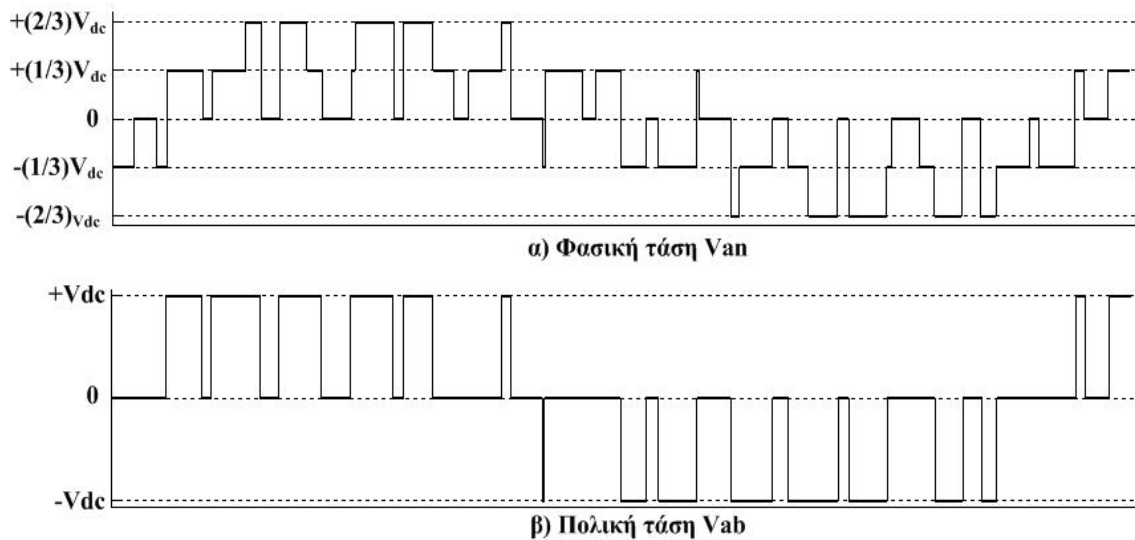 +(2/3)Vdc
+(1/3)Vdc
0
-(1/3)Vdc
-(2/3)Vdc
α) Φασική τάση Van
+Vdc
0
-Vdc
β) Πολική τάση Vab